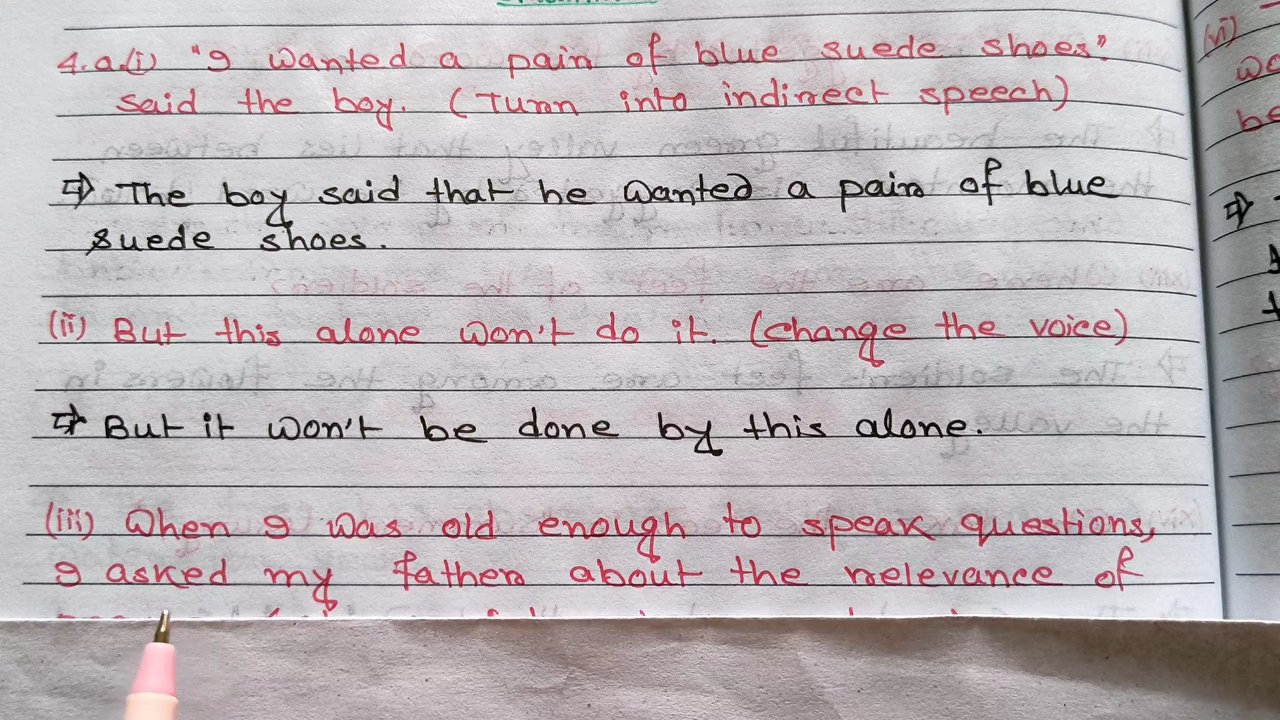 4.a.(i) "I wanted a pair of blue suede shoes"
said the boy. (Turn into indirect speech)
⇒ The boy said that he wanted a pair of blue
suede shoes.
(ii) But this alone won't do it. (change the voice)
⇒ But it won't be done by this alone.
(iii) When I was old enough to speak questions,
I asked my father about the relevance of
(vi)
wo
be